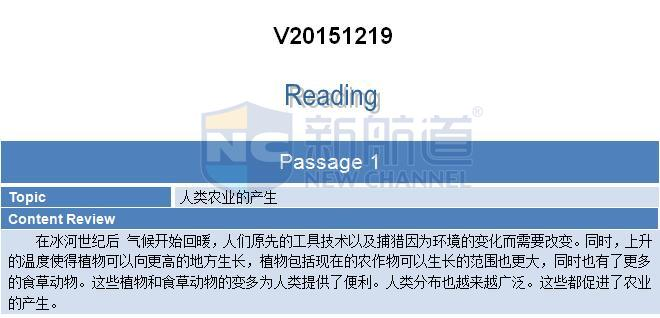 V20151219
Reading
新航道®
NC
NEW CHANNEL
Passage 1
Topic 人类农业的产生
Content Review
在冰河世纪后 气候开始回暖，人们原先的工具技术以及捕猎因为环境的变化而需要改变。同时，上升
的温度使得植物可以向更高的地方生长，植物包括现在的农作物可以生长的范围也更大，同时也有了更多
的食草动物。这些植物和食草动物的变多为人类提供了便利。人类分布也越来越广泛。这些都促进了农业
的产生。